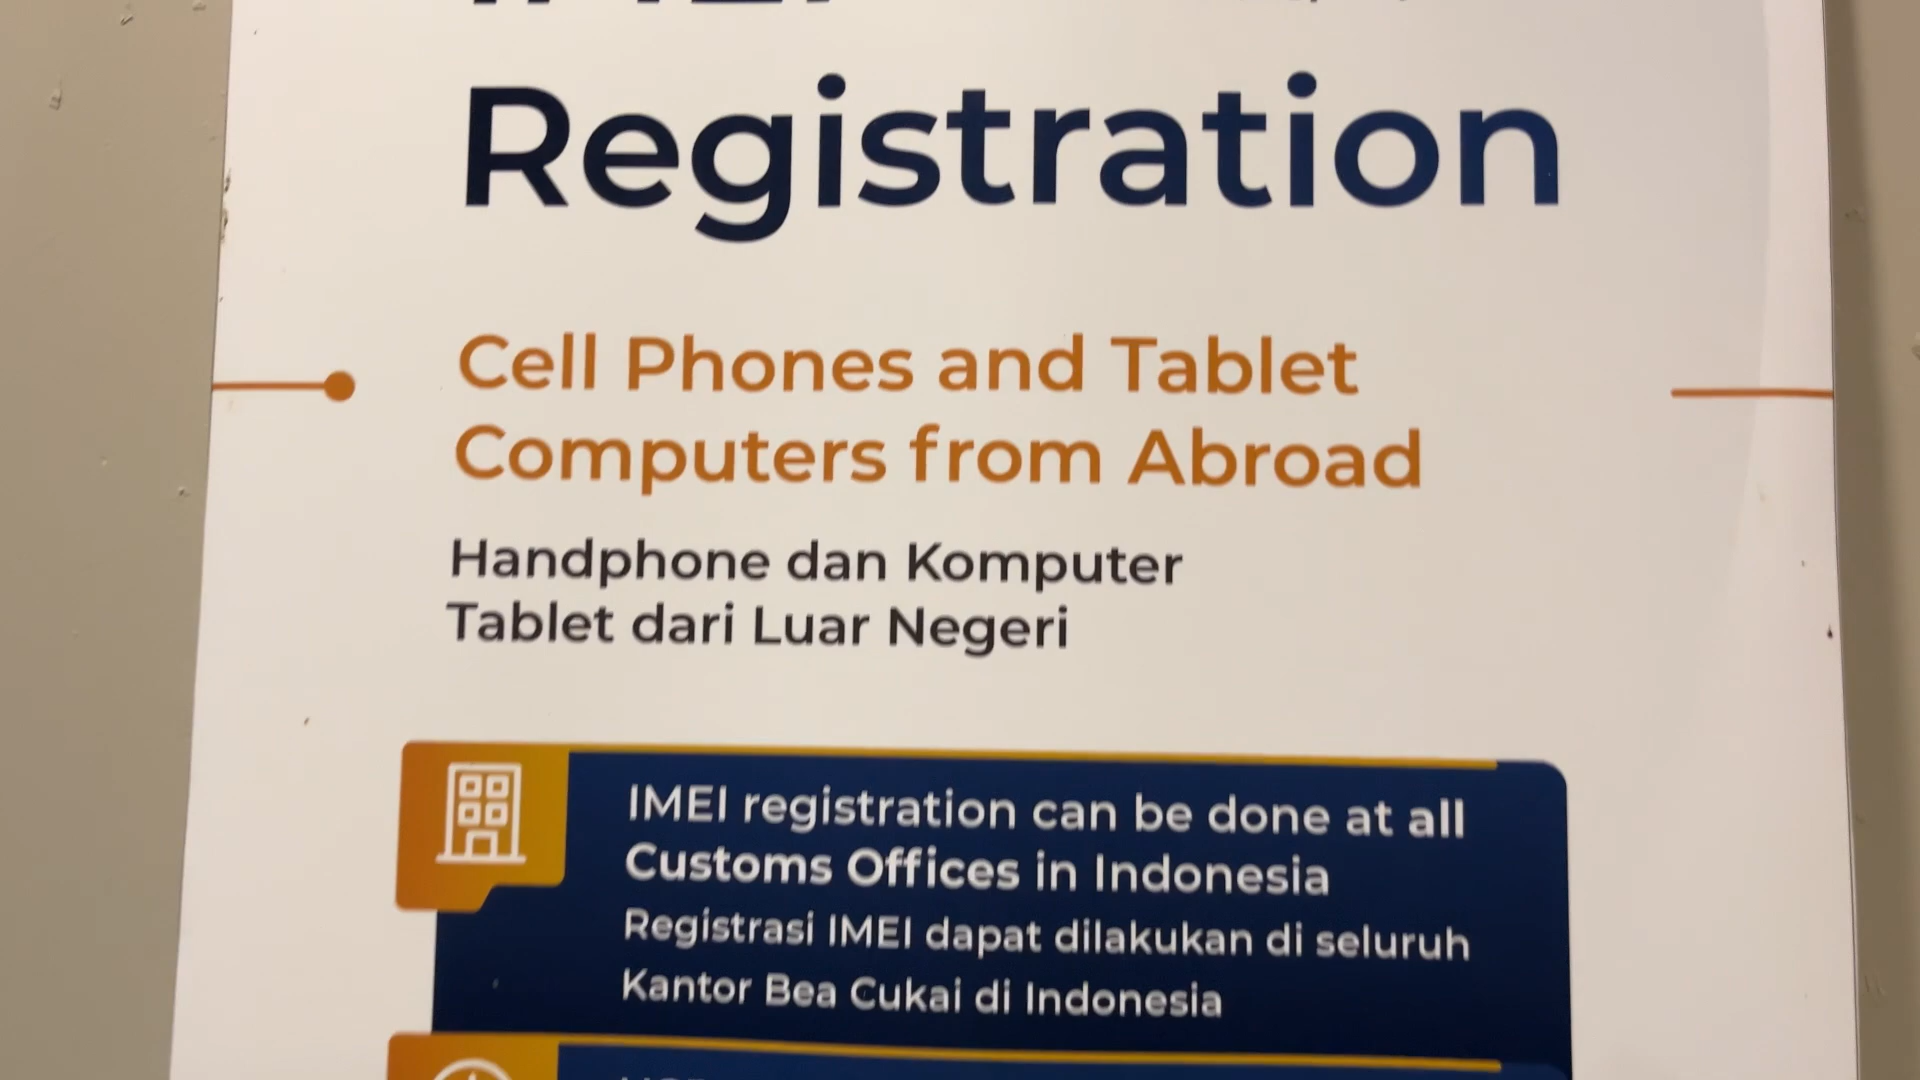 Registration
Cell Phones and Tablet
Computers from Abroad
Handphone dan Komputer
Tablet dari Luar Negeri
IMEI registration can be done at all
Customs Offices in Indonesia
Registrasi IMEI dapat dilakukan di seluruh
Kantor Bea Cukai di Indonesia